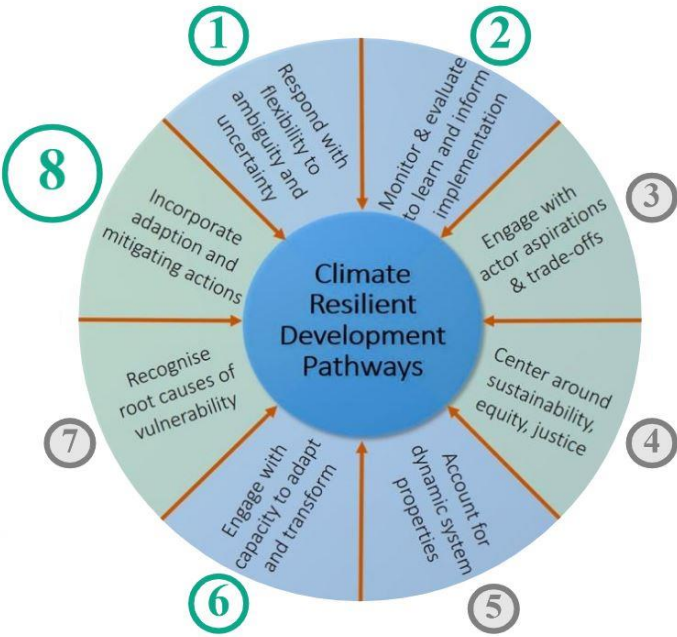 1
Respond with
flexibility to
ambiguity and
uncertainty
2
Monitor & evaluate
to learn and inform
implementation
3
Engage with
actor aspirations
& trade-offs
4
Center around
sustainability,
equity, justice
5
Account for
dynamic system
properties
6
Engage with
capacity to adapt
and transform
7
Recognise
root causes of
vulnerability
8
Incorporate
adaption and
mitigating actions
Climate
Resilient
Development
Pathways